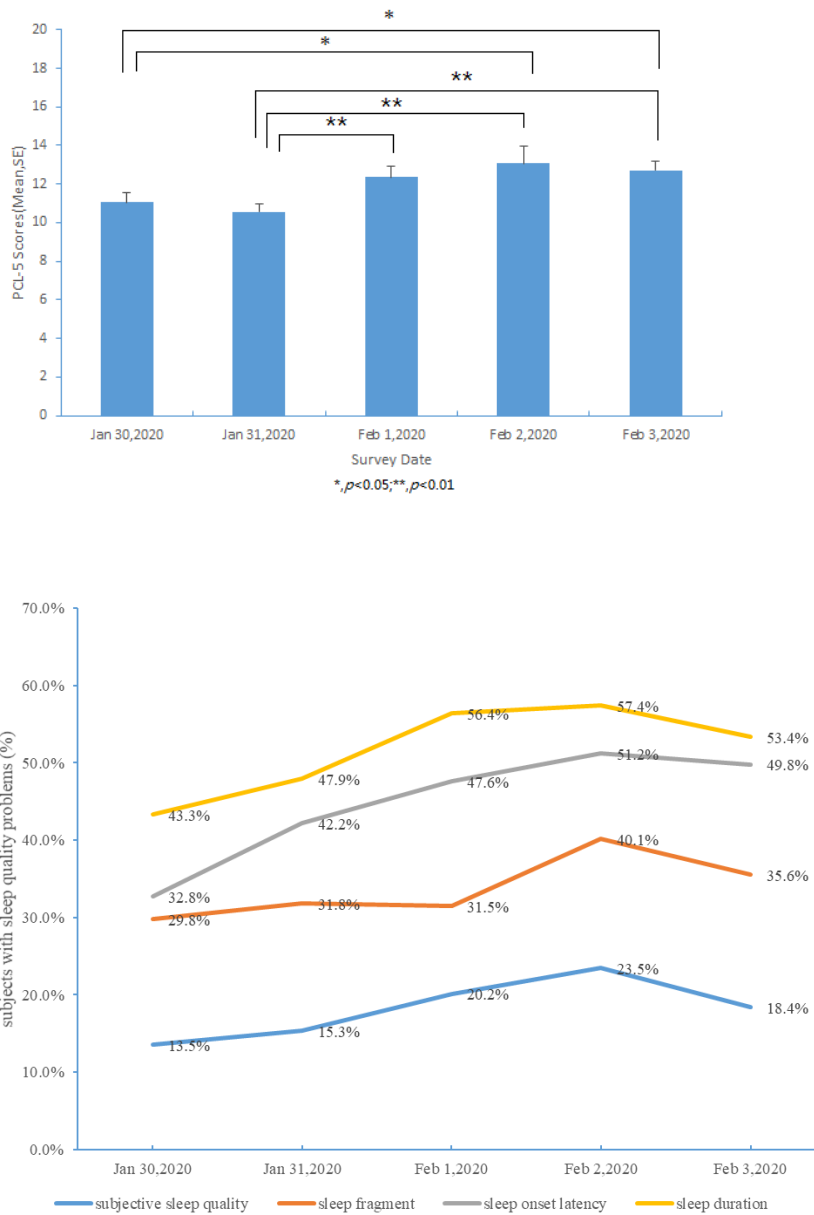 20
18
16
14
12
10
8
6
4
2
0
PCL-5 Scores(Mean,SE)
*
*
**
**
**
Jan 30,2020 Jan 31,2020 Feb 1,2020 Feb 2,2020 Feb 3,2020
Survey Date
*,p<0.05;**,p<0.01
70.0%
60.0%
50.0%
40.0%
30.0%
20.0%
10.0%
0.0%
subjects with sleep quality problems (%)
43.3% 47.9% 56.4% 57.4% 53.4%
32.8% 42.2% 47.6% 51.2% 49.8%
29.8% 31.8% 31.5% 40.1% 35.6%
13.5% 15.3% 20.2% 23.5% 18.4%
Jan 30,2020 Jan 31,2020 Feb 1,2020 Feb 2,2020 Feb 3,2020
subjective sleep quality sleep fragment sleep onset latency sleep duration